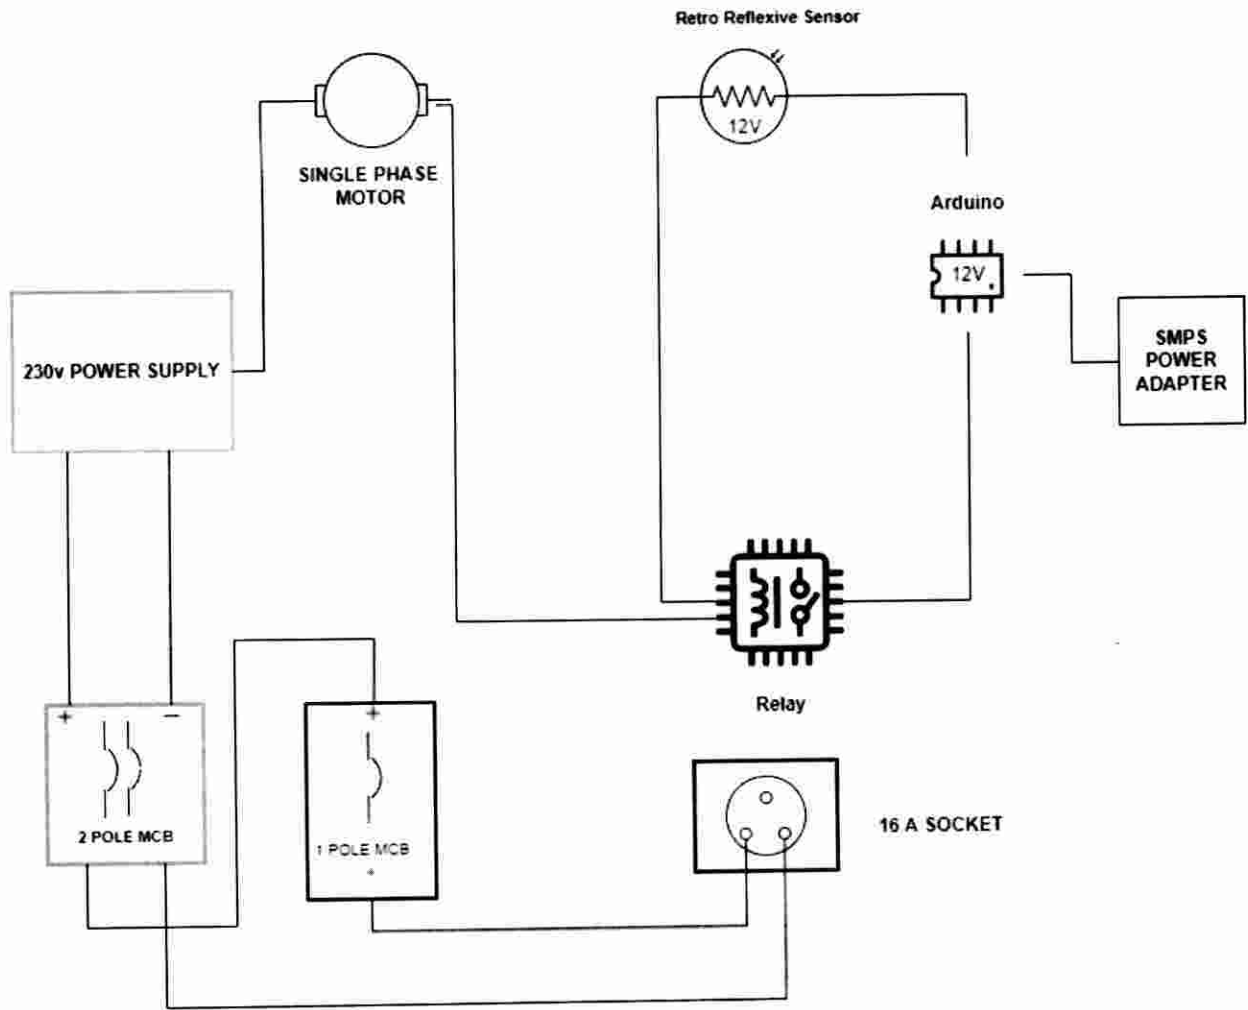 Retro Reflexive Sensor
12V
SINGLE PHASE
MOTOR
Arduino
12V
230v POWER SUPPLY
SMPS
POWER
ADAPTER
Relay
+ −
2 POLE MCB
+
1 POLE MCB
+
16 A SOCKET